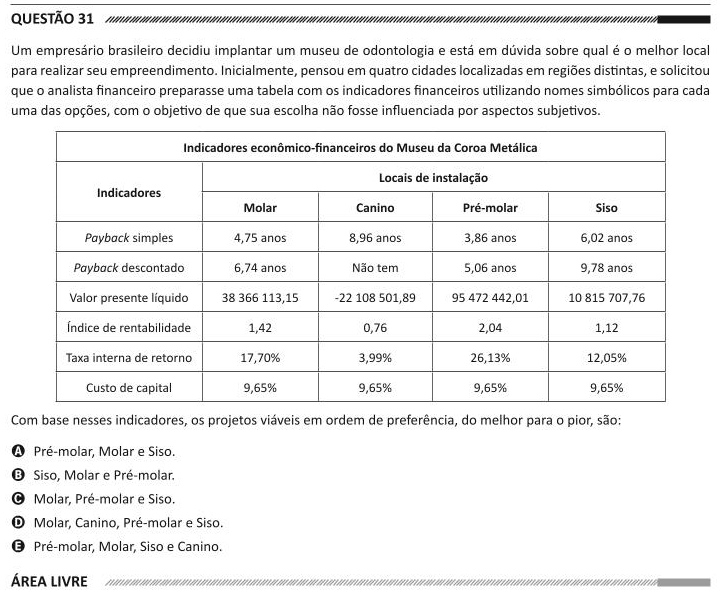 QUESTÃO 31
Um empresário brasileiro decidiu implantar um museu de odontologia e está em dúvida sobre qual é o melhor local
para realizar seu empreendimento. Inicialmente, pensou em quatro cidades localizadas em regiões distintas, e solicitou
que o analista financeiro preparasse uma tabela com os indicadores financeiros utilizando nomes simbólicos para cada
uma das opções, com o objetivo de que sua escolha não fosse influenciada por aspectos subjetivos.
Indicadores econômico-financeiros do Museu da Coroa Metálica
Indicadores
Locais de instalação
Molar Canino Pré-molar Siso
Payback simples 4,75 anos 8,96 anos 3,86 anos 6,02 anos
Payback descontado 6,74 anos Não tem 5,06 anos 9,78 anos
Valor presente líquido 38 366 113,15 -22 108 501,89 95 472 442,01 10 815 707,76
Índice de rentabilidade 1,42 0,76 2,04 1,12
Taxa interna de retorno 17,70% 3,99% 26,13% 12,05%
Custo de capital 9,65% 9,65% 9,65% 9,65%
Com base nesses indicadores, os projetos viáveis em ordem de preferência, do melhor para o pior, são:
A Pré-molar, Molar e Siso.
B Siso, Molar e Pré-molar.
C Molar, Pré-molar e Siso.
D Molar, Canino, Pré-molar e Siso.
E Pré-molar, Molar, Siso e Canino.
ÁREA LIVRE